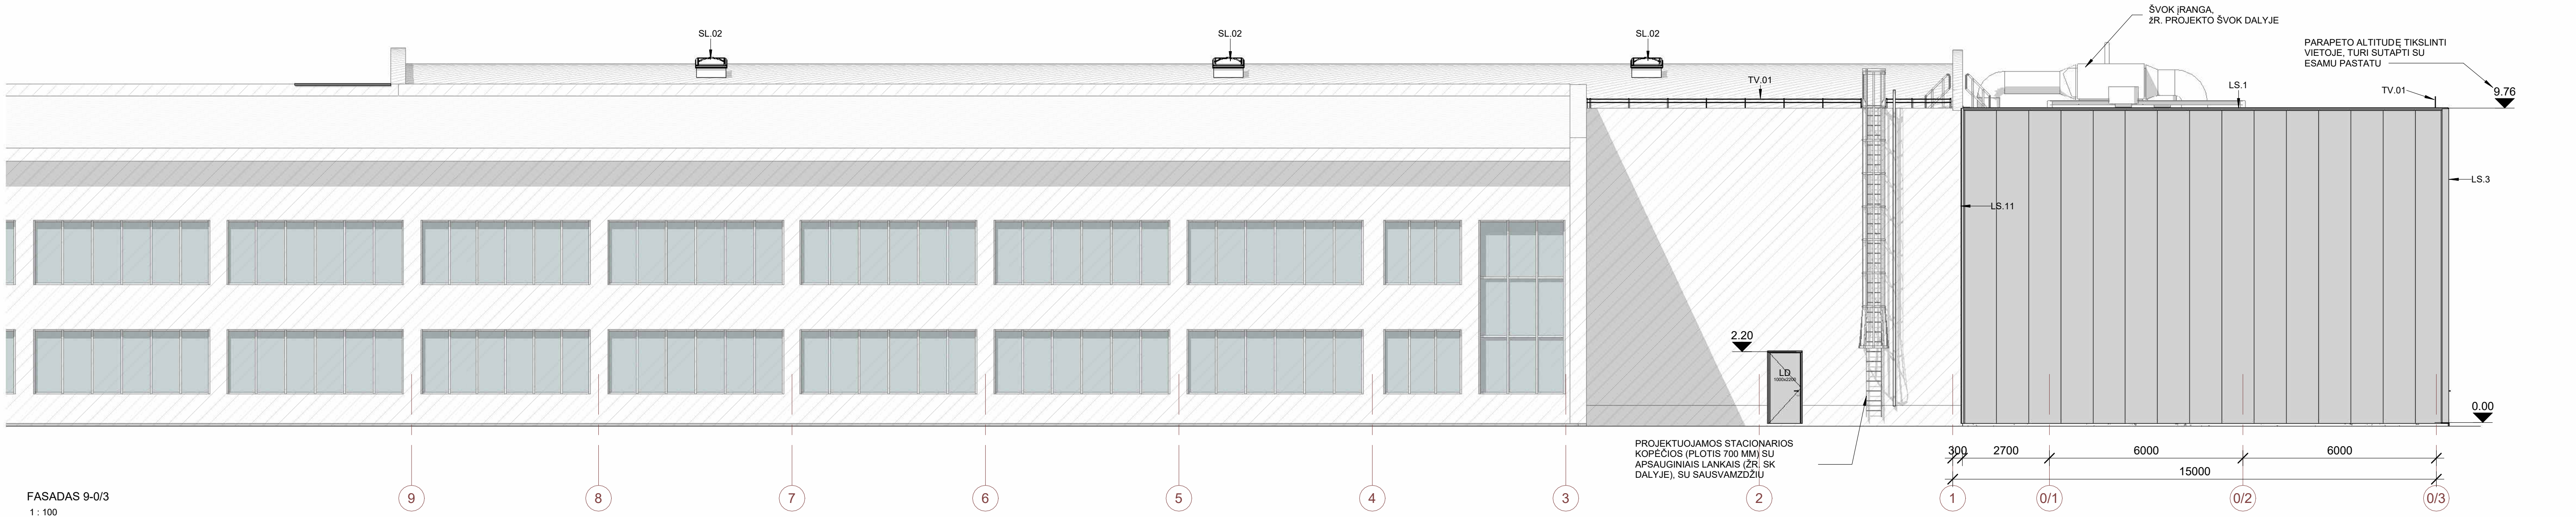 ŠVOK įRANGA,
žR. PROJEKTO ŠVOK DALYJE
SL.02
SL.02
SL.02
PARAPETO ALTITUDĘ TIKSLINTI
VIETOJE, TURI SUTAPTI SU
ESAMU PASTATU
TV.01
LS.1
TV.01
9.76
LS.3
LS.11
2.20
LD
1000x2200
0.00
PROJEKTUOJAMOS STACIONARIOS
KOPĖČIOS (PLOTIS 700 MM) SU
APSAUGINIAIS LANKAIS (ŽR. SK
DALYJE), SU SAUSVAMZDŽIU
300
2700
6000
6000
15000
FASADAS 9-0/3
1 : 100
9
8
7
6
5
4
3
2
1
0/1
0/2
0/3